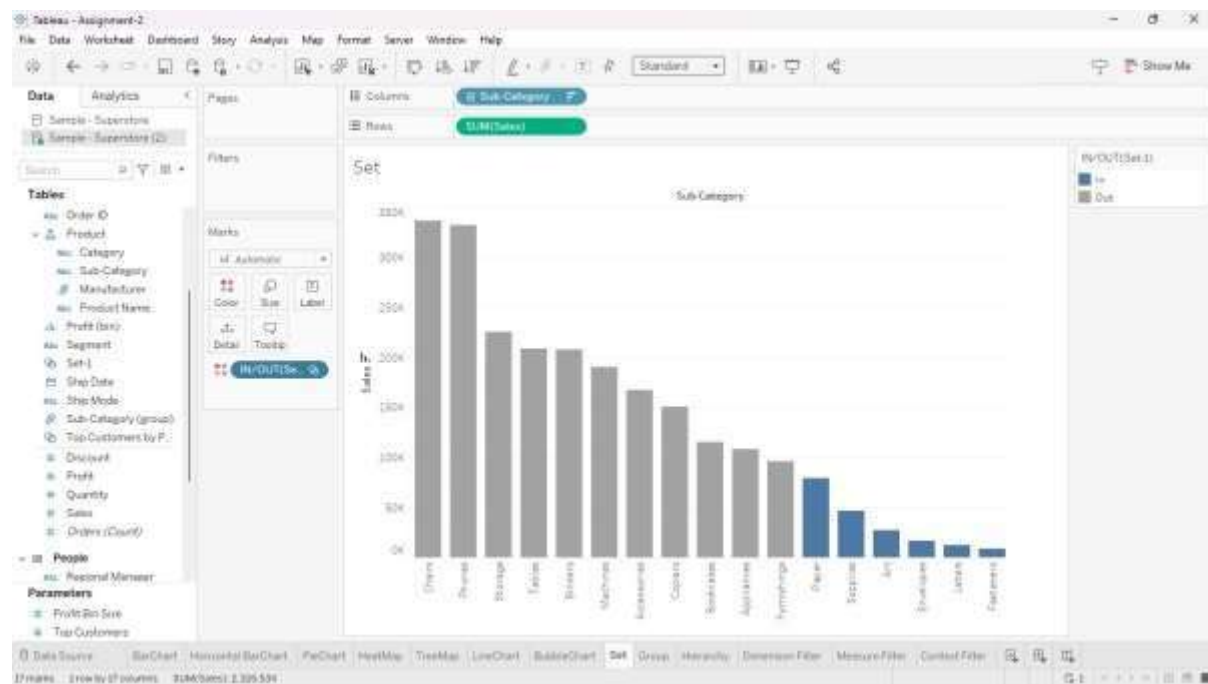 Tableau - Assignment-2
File Data Worksheet Dashboard Story Analysis Map Format Server Window Help
Standard
Show Me
Data Analytics
Pages
Columns
Sub-Category
Rows
SUM(Sales)
Sample - Superstore
Sample - Superstore (2)
Search
Filters
Tables
Order ID
Product
Category
Sub-Category
Manufacturer
Product Name
Profit (bin)
Segment
Set-1
Ship Date
Ship Mode
Sub-Category (group)
Top Customers by P..
Discount
Profit
Quantity
Sales
Orders (Count)
People
Regional Manager
Parameters
Profit Bin Size
Top Customers
Marks
Automatic
Color Size Label
Detail Tooltip
IN/OUT(Se..
Set
Sub-Category
Sales
300K
250K
200K
150K
100K
50K
0K
Chairs
Phones
Storage
Tables
Binders
Machines
Accessories
Copiers
Bookcases
Appliances
Furnishings
Paper
Supplies
Art
Envelopes
Labels
Fasteners
IN/OUT(Set-1)
In
Out
Data Source BarChart Horizontal BarChart PieChart HeatMap TreeMap LineChart BubbleChart Set Group Hierarchy Dimension Filter Measure Filter Context Filter
17 marks 1 row by 17 columns